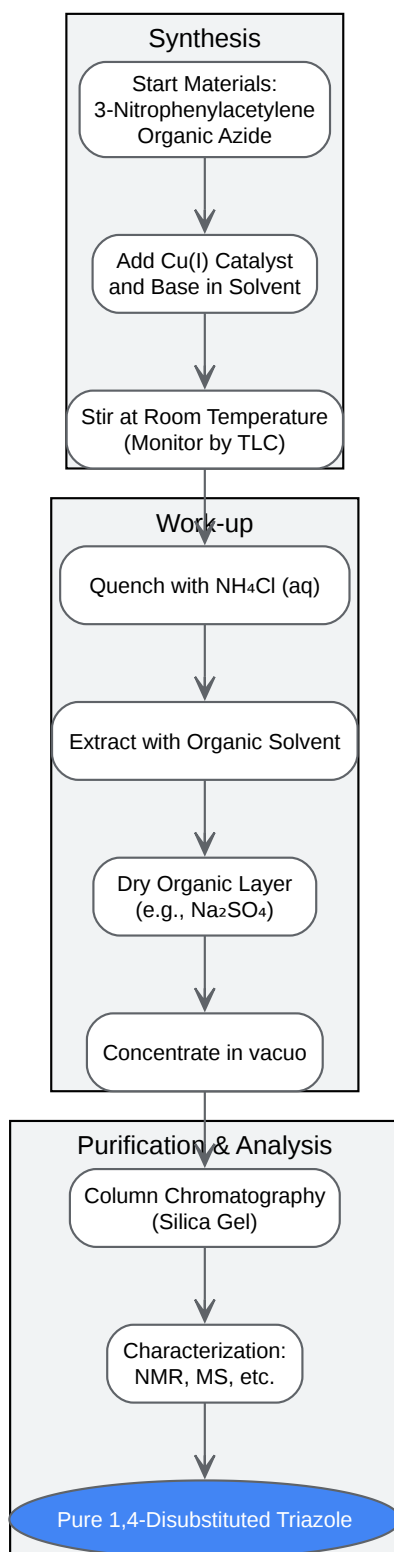 Synthesis
Start Materials:
3-Nitrophenylacetylene
Organic Azide
Add Cu(I) Catalyst
and Base in Solvent
Stir at Room Temperature
(Monitor by TLC)
Work-up
Quench with NH₄Cl (aq)
Extract with Organic Solvent
Dry Organic Layer
(e.g., Na₂SO₄)
Concentrate in vacuo
Purification & Analysis
Column Chromatography
(Silica Gel)
Characterization:
NMR, MS, etc.
Pure 1,4-Disubstituted Triazole